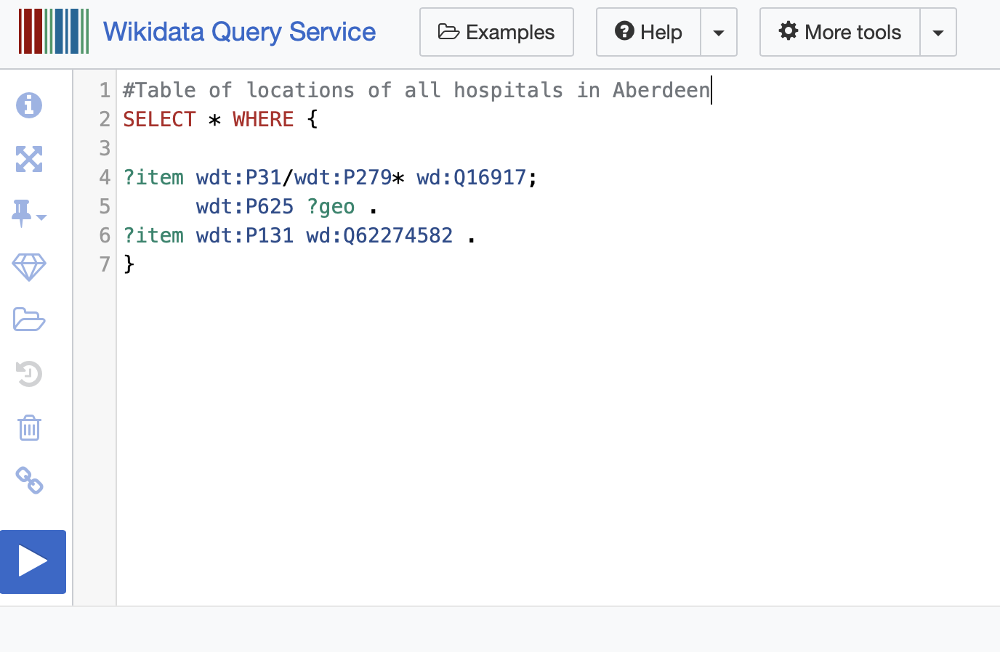 Wikidata Query Service
Examples
Help
More tools
1 #Table of locations of all hospitals in Aberdeen
2 SELECT * WHERE {
3
4 ?item wdt:P31/wdt:P279* wd:Q16917;
5       wdt:P625 ?geo .
6 ?item wdt:P131 wd:Q62274582 .
7 }